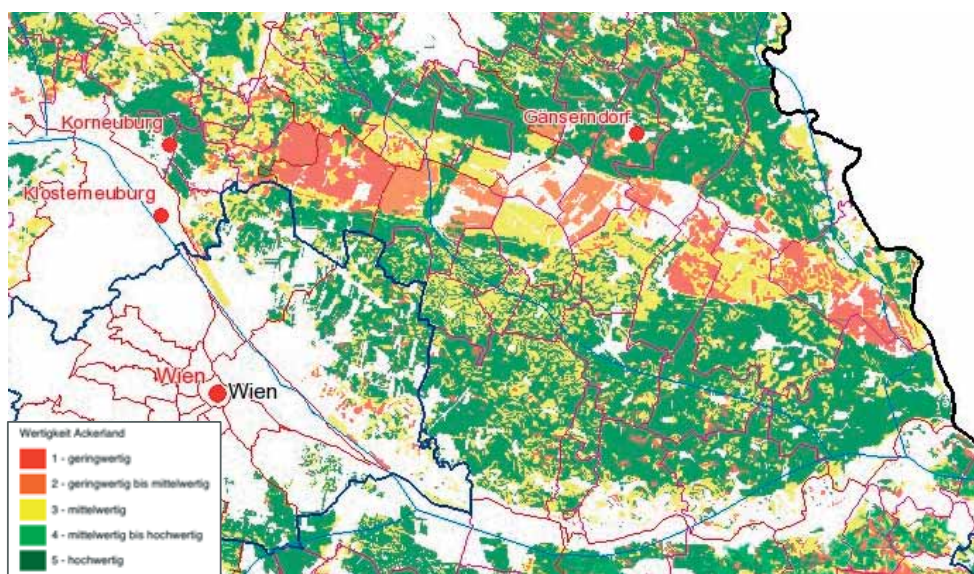 Gänserndorf
Korneuburg
Klosterneuburg
Wien
Wien
Wertigkeit Ackerland
1 - geringwertig
2 - geringwertig bis mittelwertig
3 - mittelwertig
4 - mittelwertig bis hochwertig
5 - hochwertig